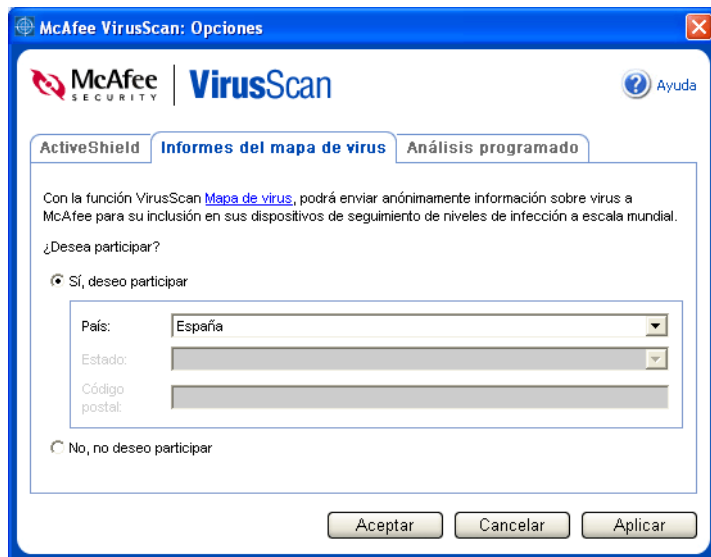 McAfee VirusScan: Opciones
McAfee SECURITY VirusScan
? Ayuda
ActiveShield Informes del mapa de virus Análisis programado
Con la función VirusScan Mapa de virus, podrá enviar anónimamente información sobre virus a
McAfee para su inclusión en sus dispositivos de seguimiento de niveles de infección a escala mundial.
¿Desea participar?
Sí, deseo participar
País: España
Estado:
Código
postal:
No, no deseo participar
Aceptar Cancelar Aplicar